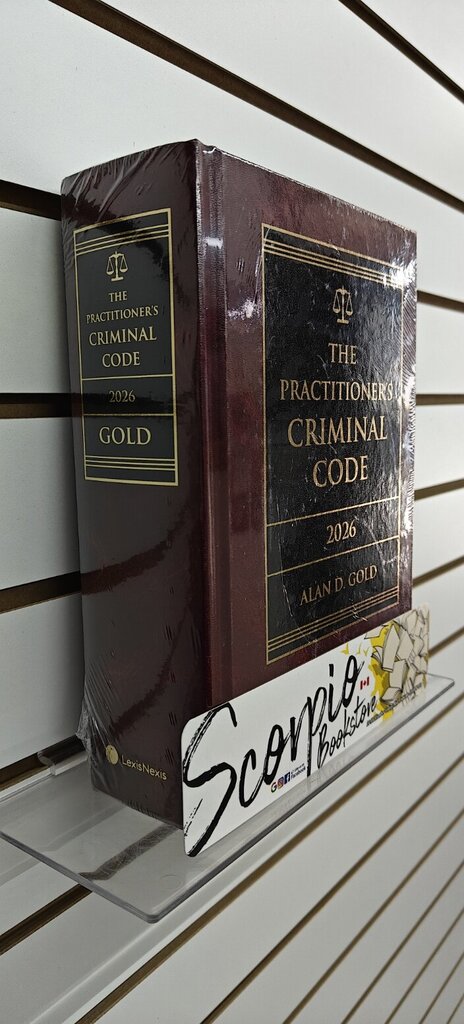 THE
PRACTITIONER'S
CRIMINAL
CODE
2026
GOLD
LexisNexis
THE
PRACTITIONER'S
CRIMINAL
CODE
2026
ALAN D. GOLD
Scorpio
Bookstore